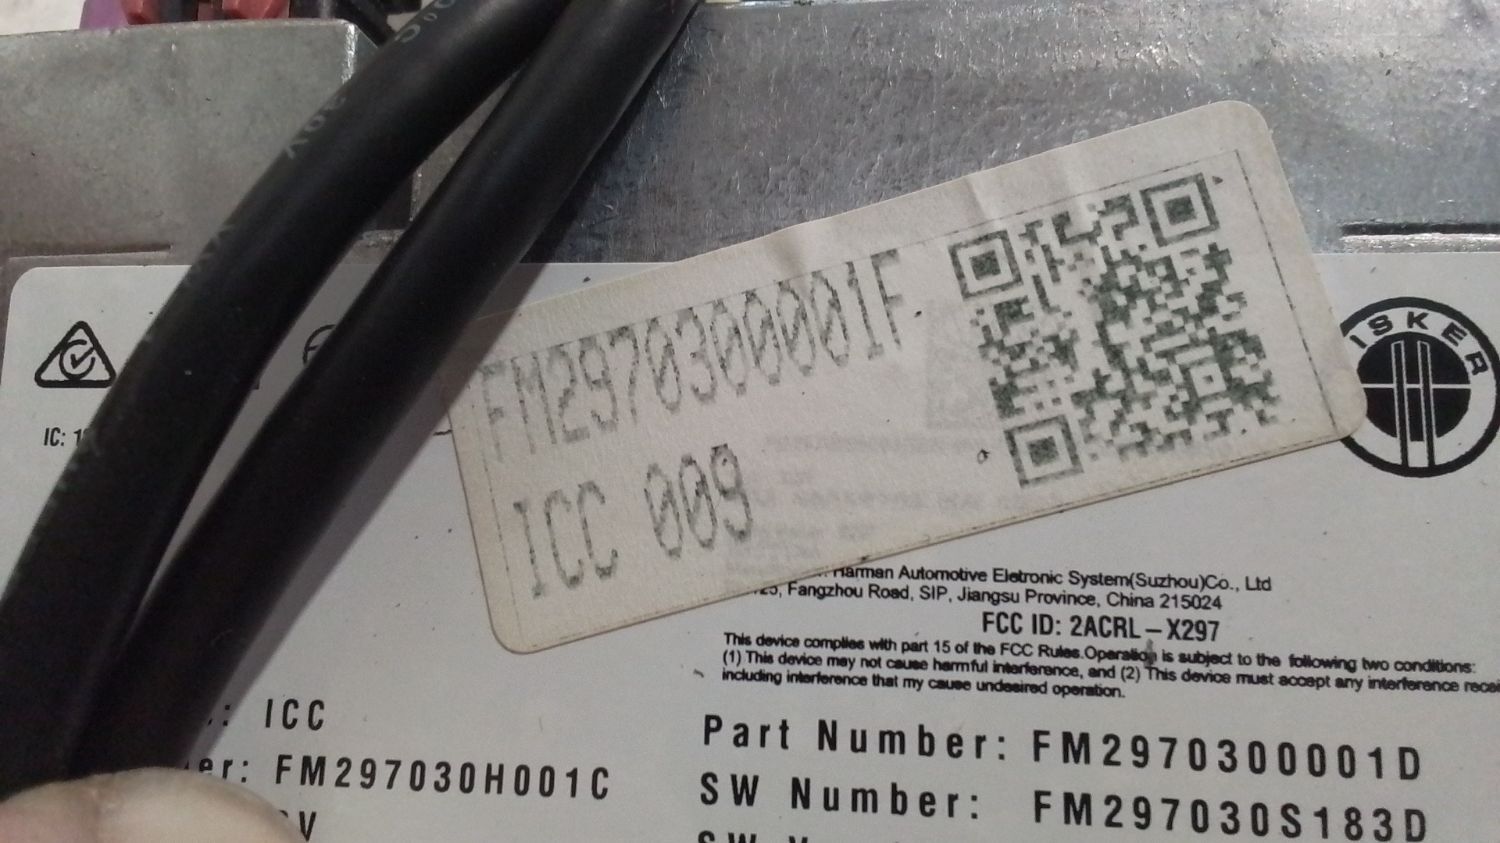 ISKER
IC: 1
FM2970300001F
ICC 009
Harman Automotive Eletronic System(Suzhou)Co., Ltd
Fangzhou Road, SIP, Jiangsu Province, China 215024
FCC ID: 2ACRL-X297
This device complies with part 15 of the FCC Rules.Operation is subject to the following two conditions:
(1) This device may not cause harmful interference, and (2) This device must accept any interference recei
including interference that my cause undesired operation.
: ICC
er: FM297030H001C
V
Part Number: FM2970300001D
SW Number: FM297030S183D